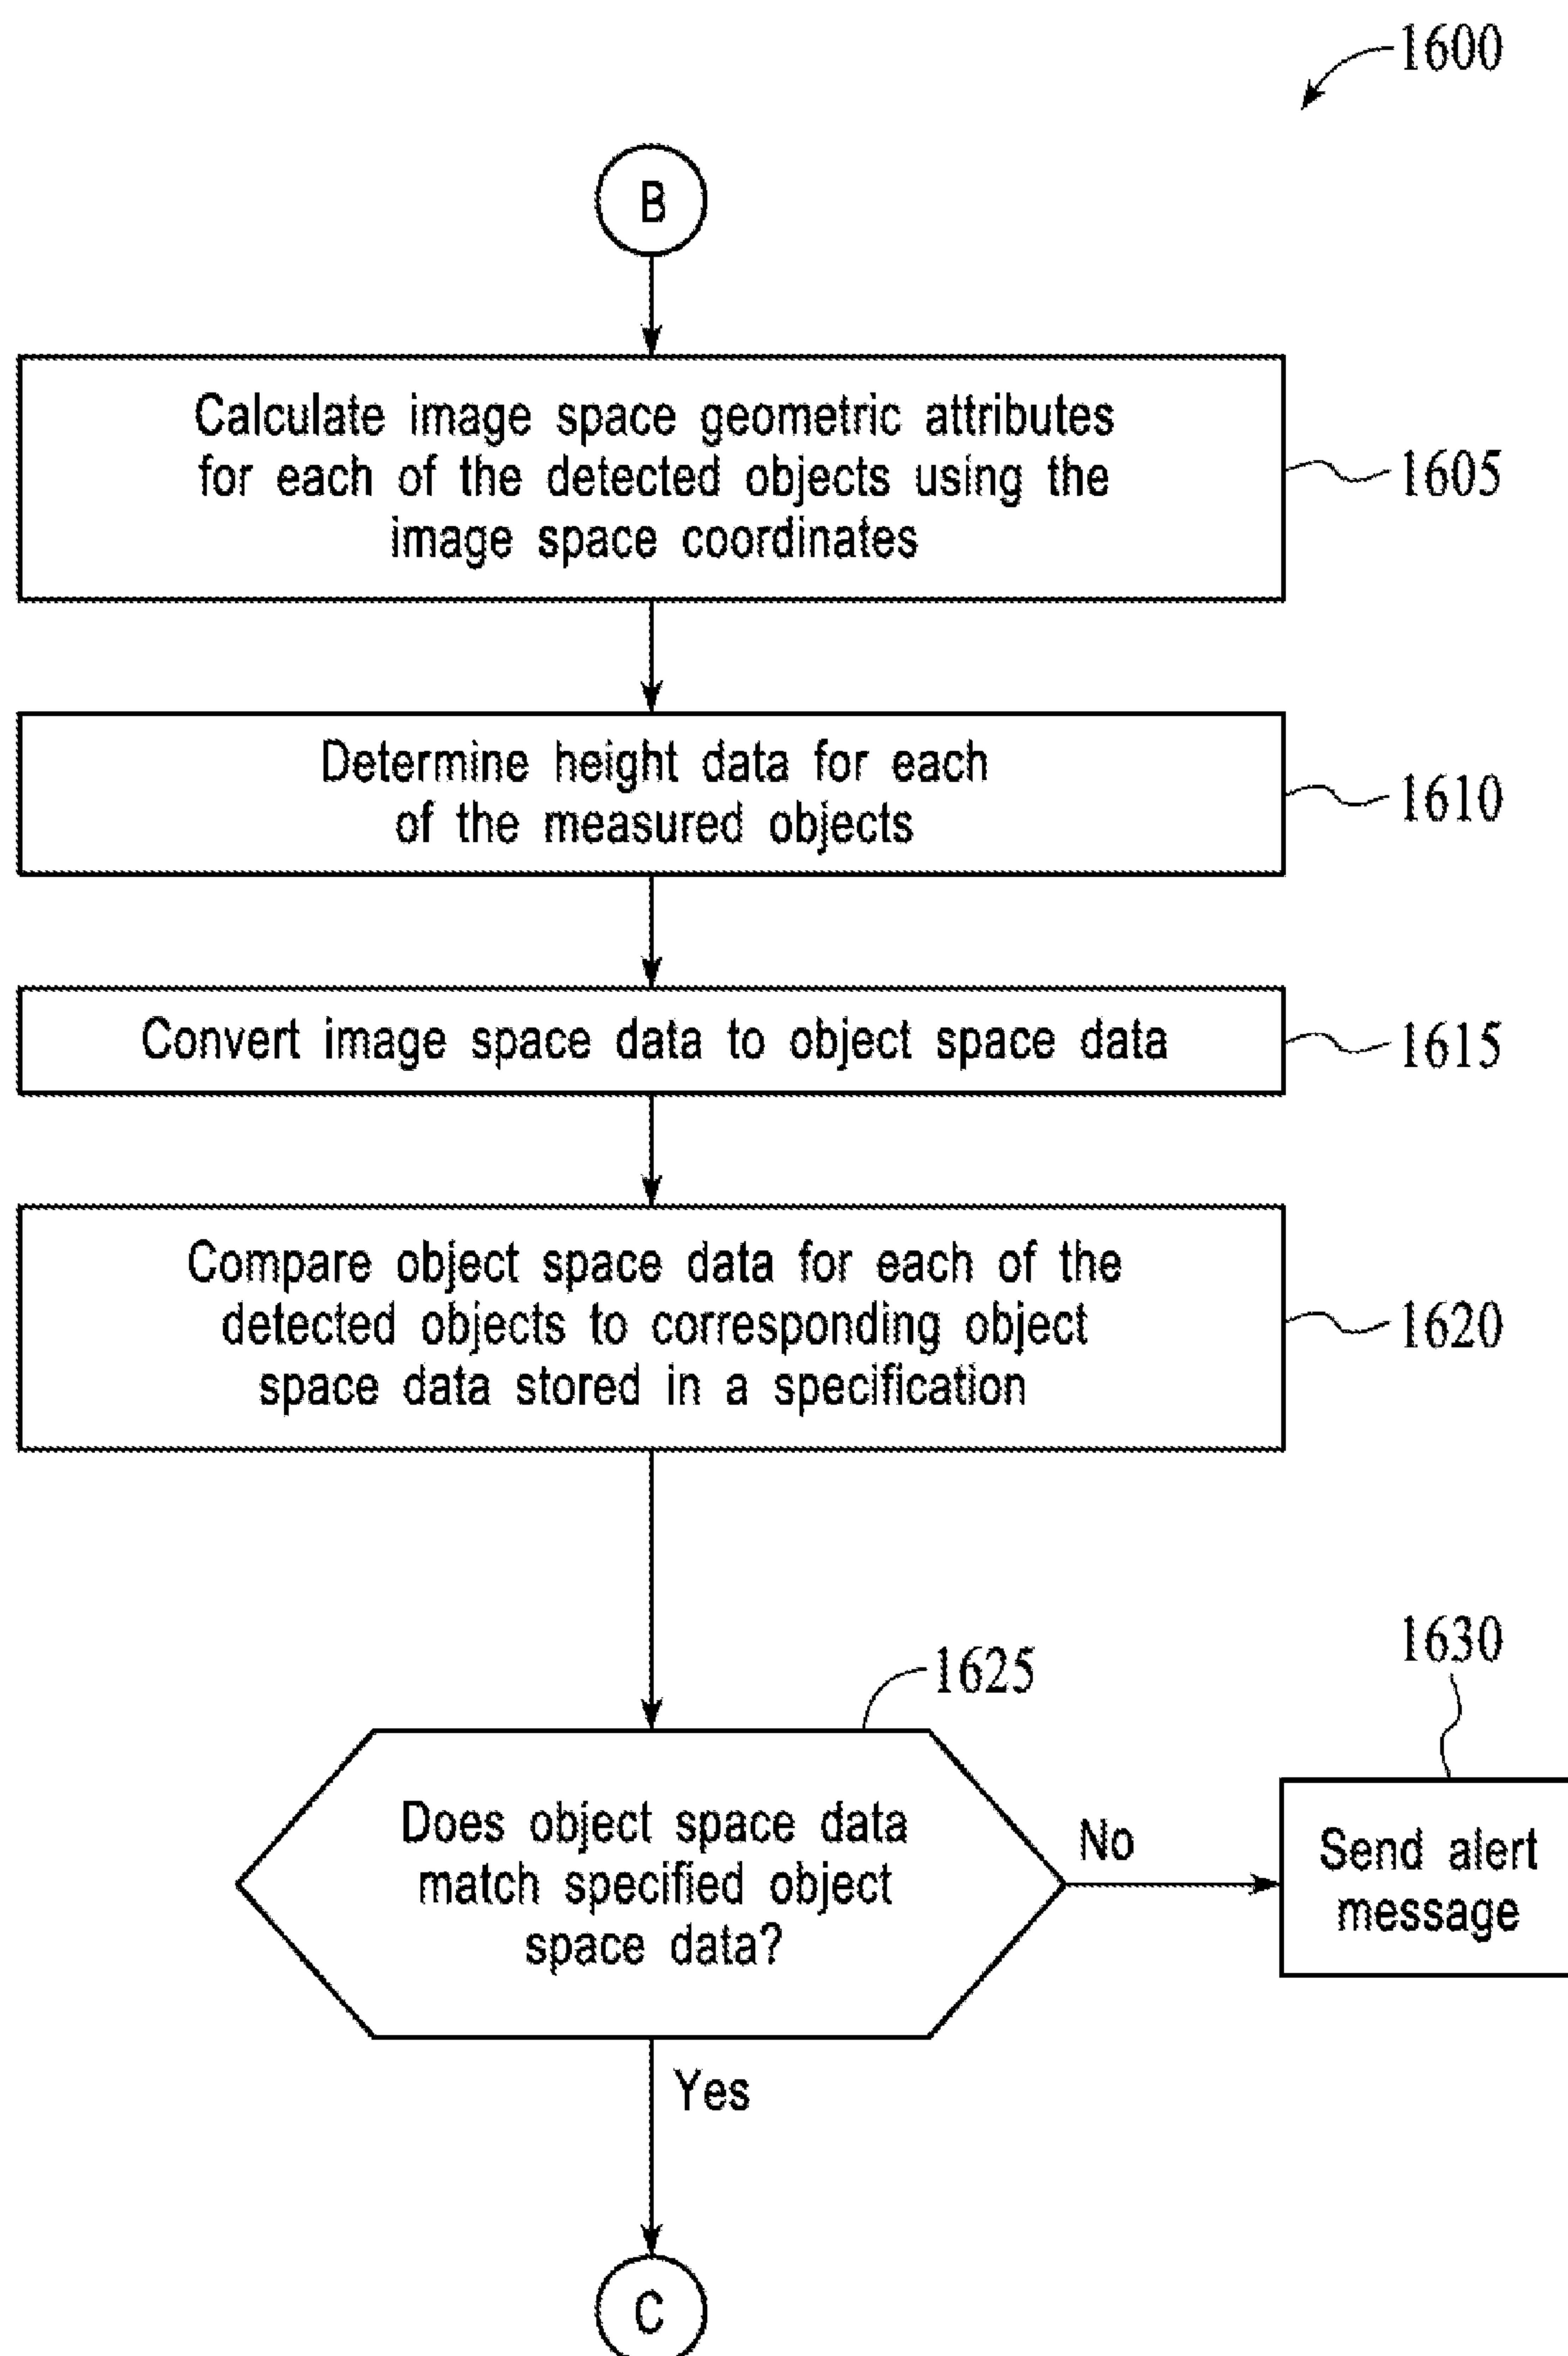 1600
B
Calculate image space geometric attributes
for each of the detected objects using the
image space coordinates
1605
Determine height data for each
of the measured objects
1610
Convert image space data to object space data
1615
Compare object space data for each of the
detected objects to corresponding object
space data stored in a specification
1620
1625
1630
Does object space data
match specified object
space data?
No
Send alert
message
Yes
C